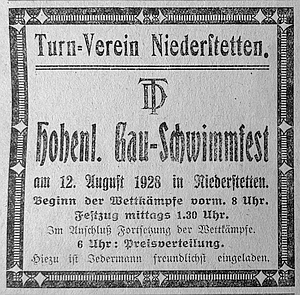 Turn-Verein Niederstetten.
DT
Hohenl. Gau-Schwimmfest
am 12. August 1928 in Niederstetten.
Beginn der Wettkämpfe vorm. 8 Uhr.
Festzug mittags 1.30 Uhr.
Im Anschluß Fortsetzung der Wettkämpfe.
6 Uhr: Preisverteilung.
Hiezu ist Jedermann freundlichst eingeladen.